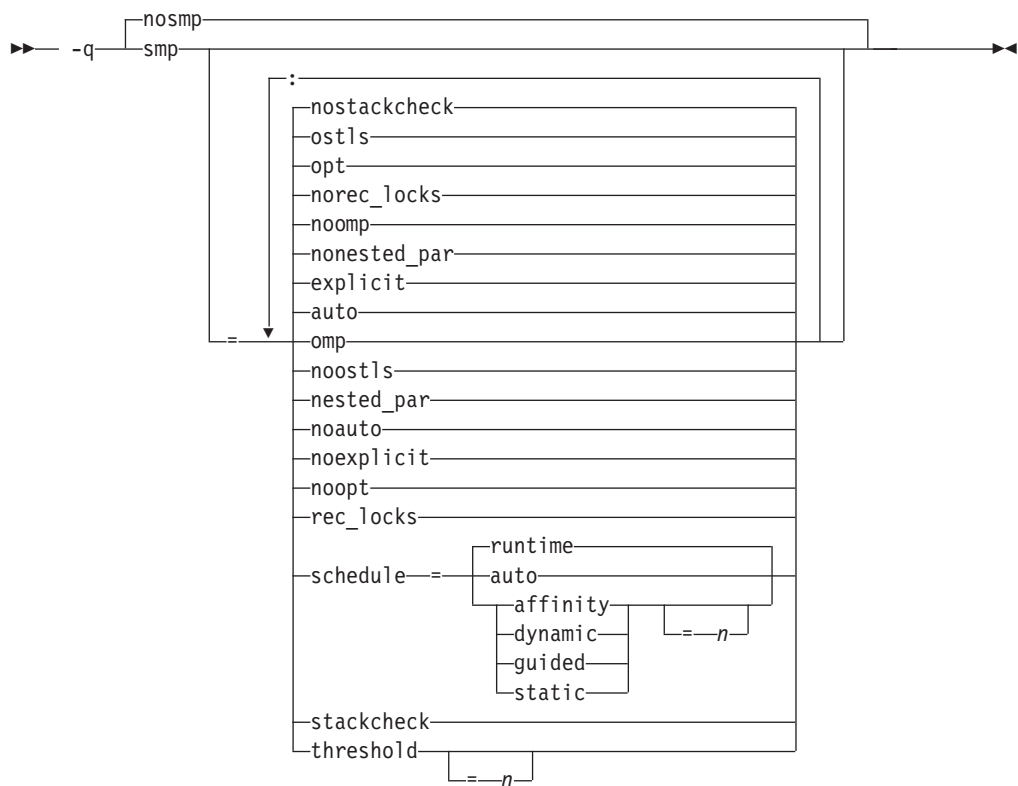 nosmp
-q smp
:
nostackcheck
ostls
opt
norec_locks
noomp
nonested_par
explicit
auto
= omp
noostls
nested_par
noauto
noexplicit
noopt
rec_locks
runtime
schedule = auto
affinity
dynamic = n
guided
static
stackcheck
threshold
= n